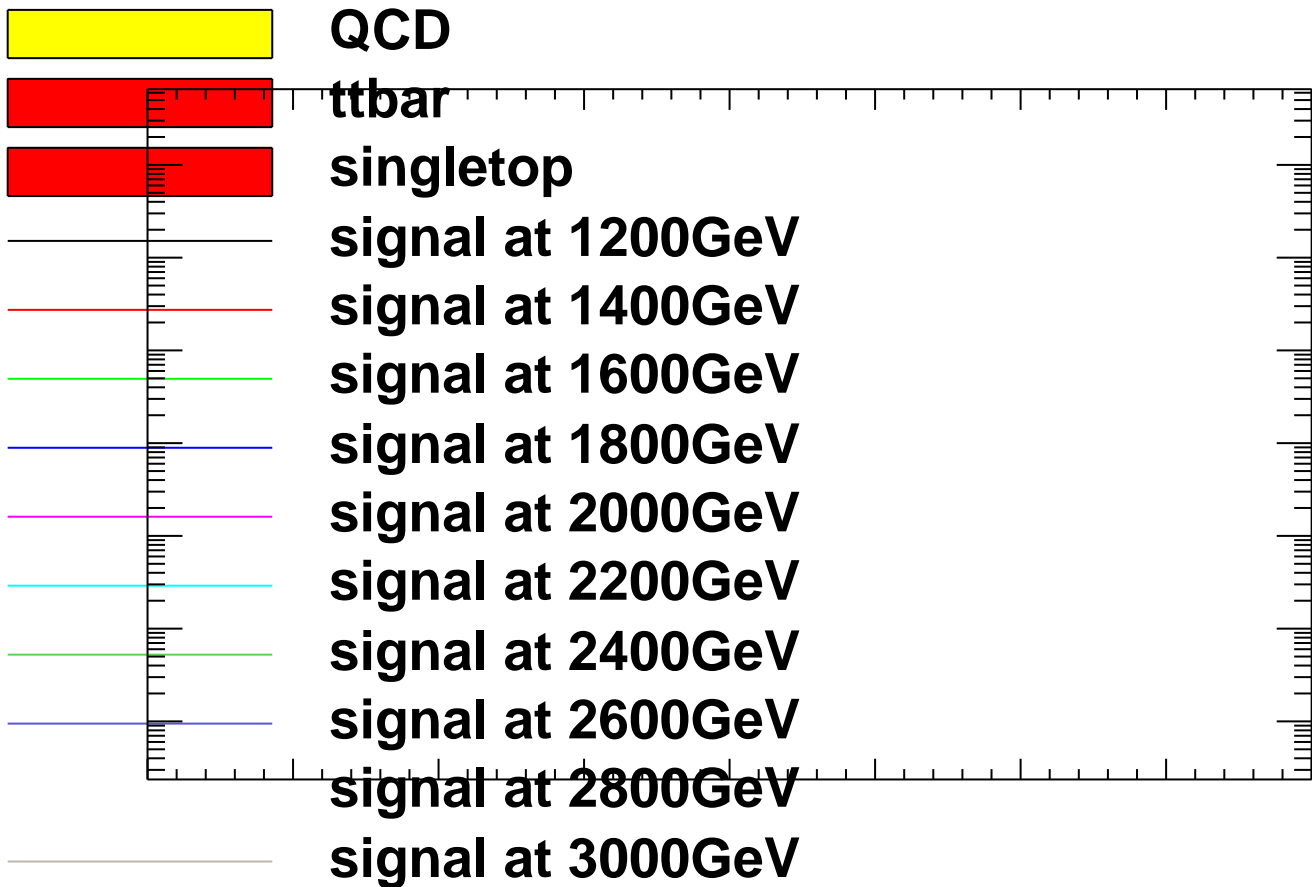 QCD
ttbar
singletop
signal at 1200GeV
signal at 1400GeV
signal at 1600GeV
signal at 1800GeV
signal at 2000GeV
signal at 2200GeV
signal at 2400GeV
signal at 2600GeV
signal at 2800GeV
signal at 3000GeV